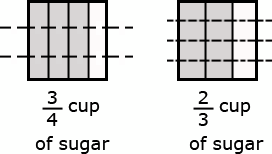 3/4 cup
of sugar
2/3 cup
of sugar